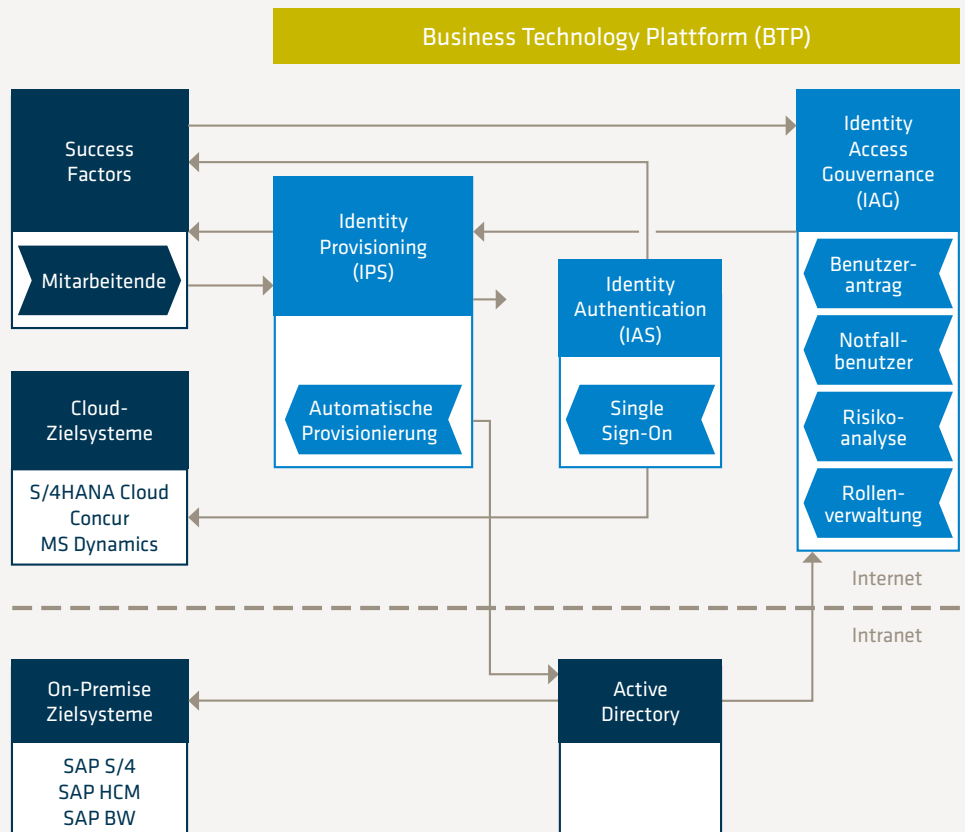 Business Technology Plattform (BTP)
Success
Factors
Mitarbeitende
Identity
Provisioning
(IPS)
Automatische
Provisionierung
Identity
Authentication
(IAS)
Single
Sign-On
Identity
Access
Gouvernance
(IAG)
Benutzer-
antrag
Notfall-
benutzer
Risiko-
analyse
Rollen-
verwaltung
Cloud-
Zielsysteme
S/4HANA Cloud
Concur
MS Dynamics
Internet
Intranet
On-Premise
Zielsysteme
SAP S/4
SAP HCM
SAP BW
Active
Directory